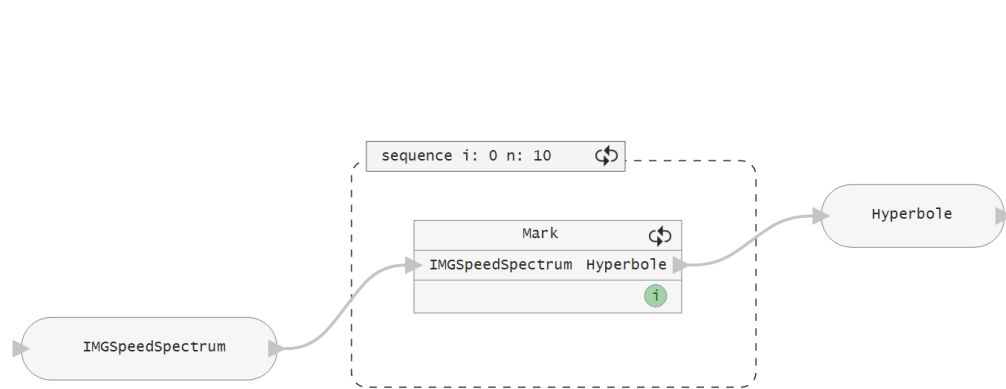 sequence i: 0 n: 10
Hyperbole
Mark
IMGSpeedSpectrum Hyperbole
i
IMGSpeedSpectrum